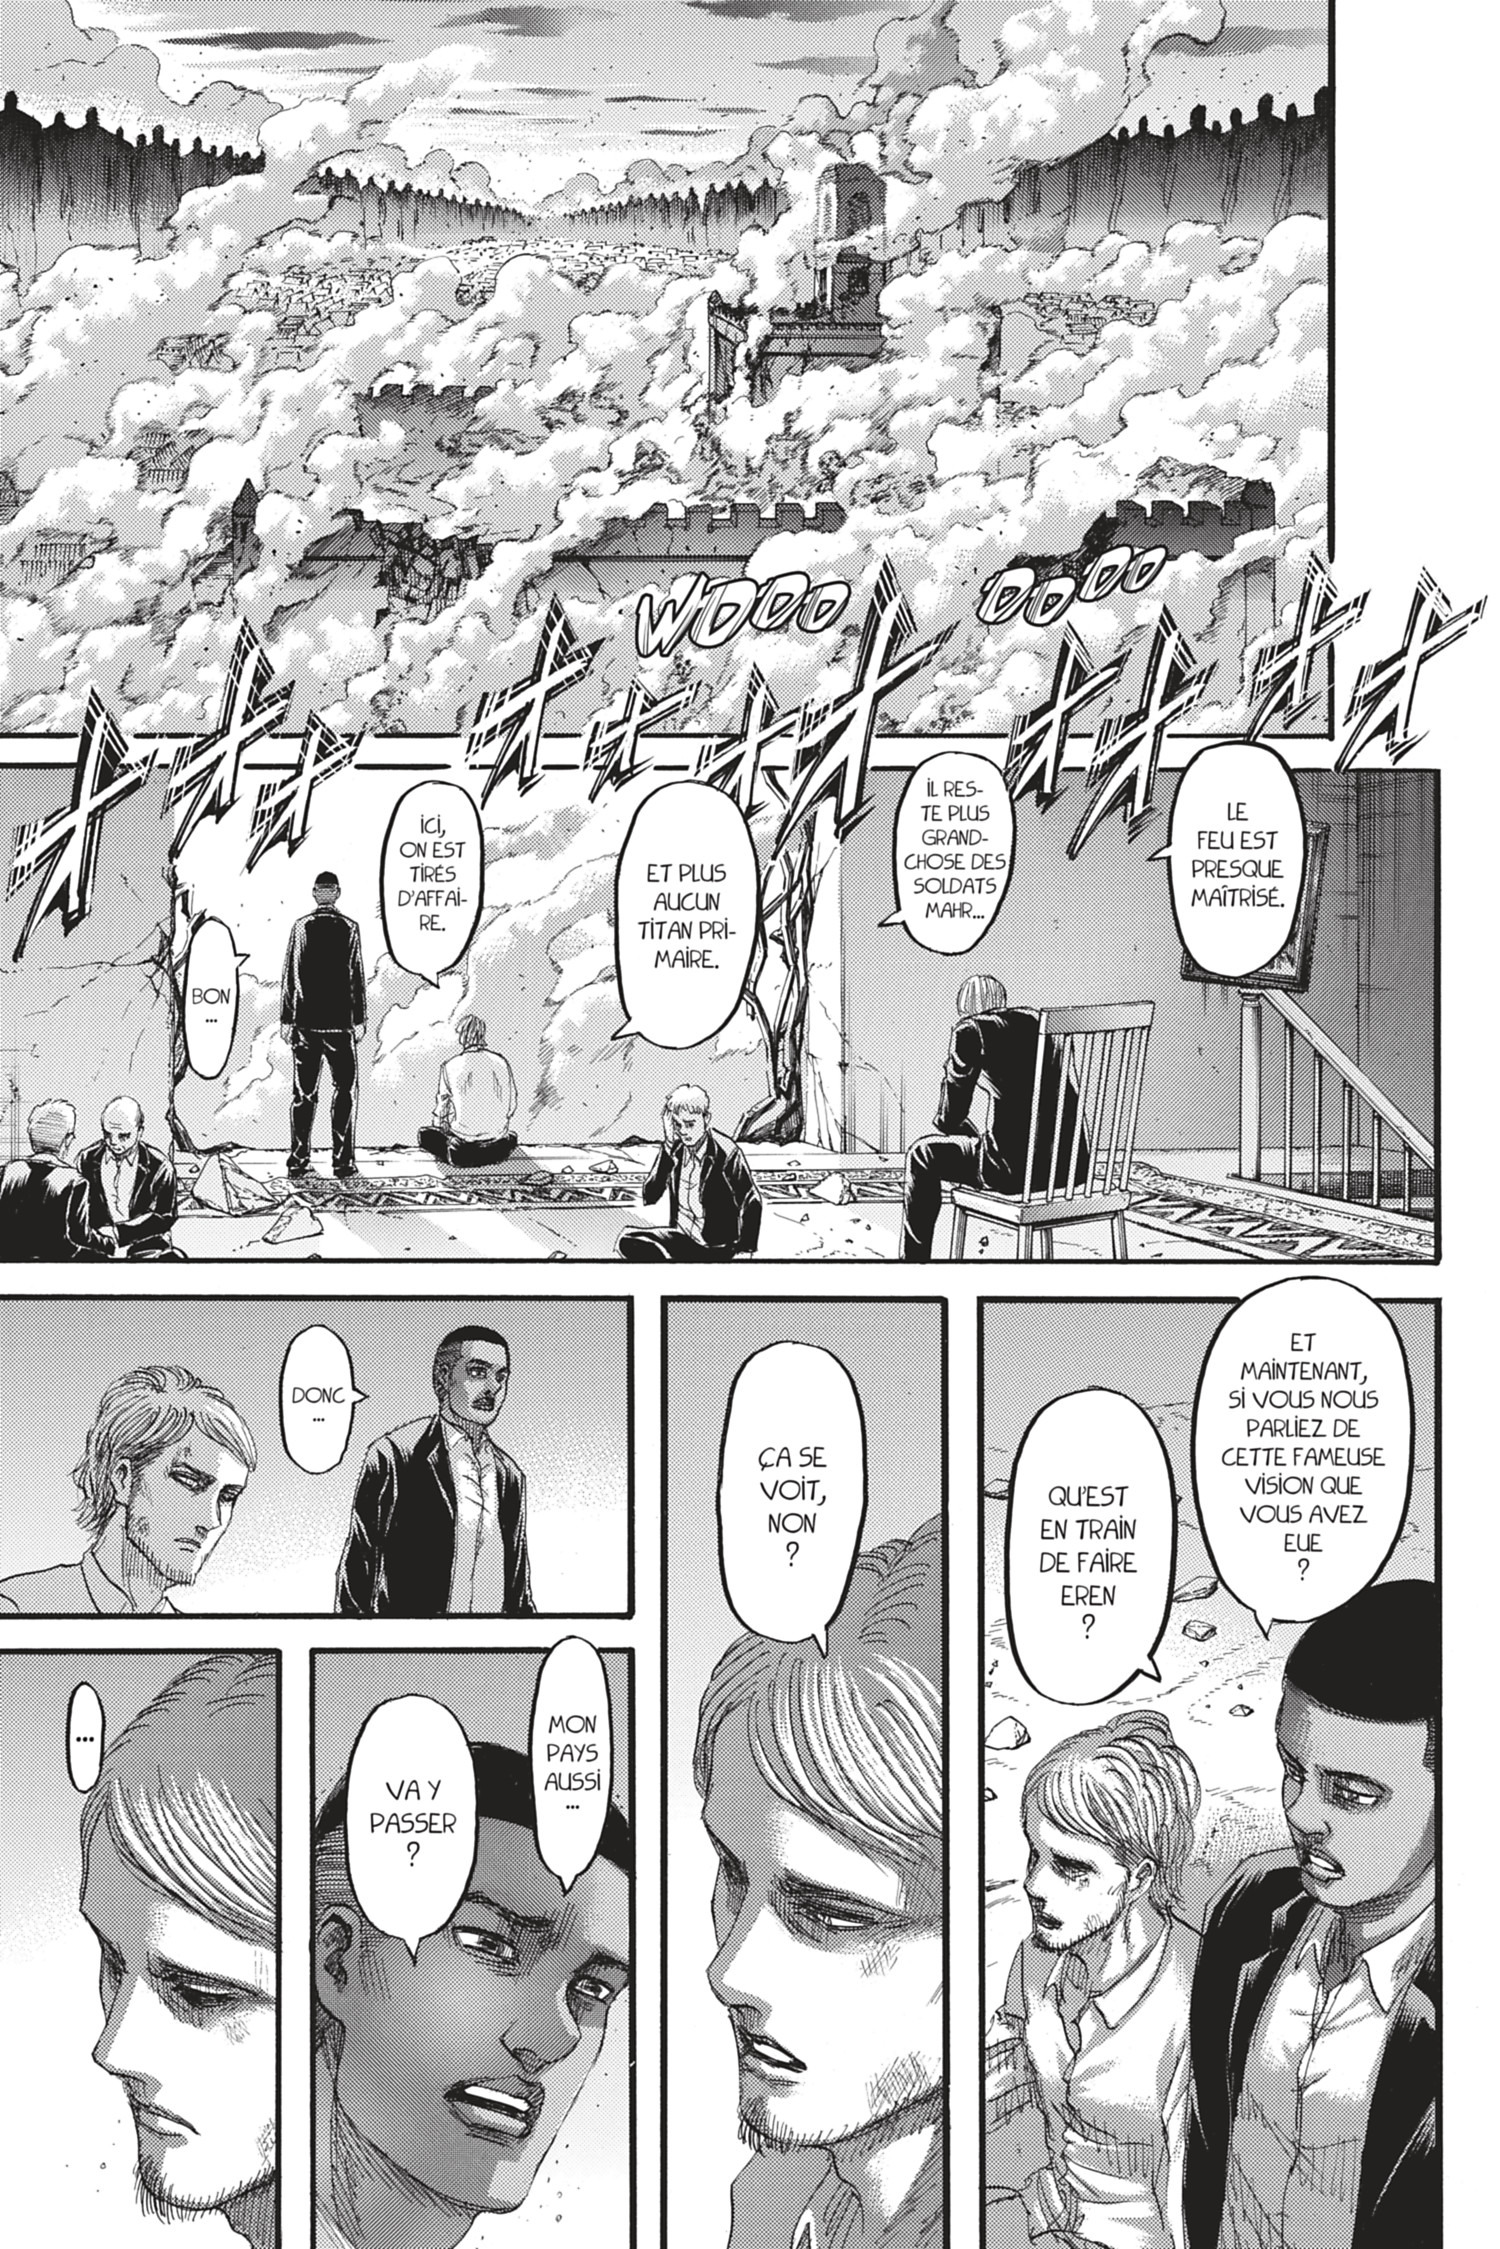 WOOO
OOOO
LE
FEU EST
PRESQUE
MAÎTRISÉ.
IL RES-
TE PLUS
GRAND-
CHOSE DES
SOLDATS
MAHR...
ET PLUS
AUCUN
TITAN PRI-
MAIRE.
ICI,
ON EST
TIRÉS
D'AFFAI-
RE.
BON
...
ET
MAINTENANT,
SI VOUS NOUS
PARLIEZ DE
CETTE FAMEUSE
VISION QUE
VOUS AVEZ
EUE
?
QU'EST
EN TRAIN
DE FAIRE
EREN
?
ÇA SE
VOIT,
NON
?
DONC
...
MON
PAYS
AUSSI
...
VA Y
PASSER
?
...